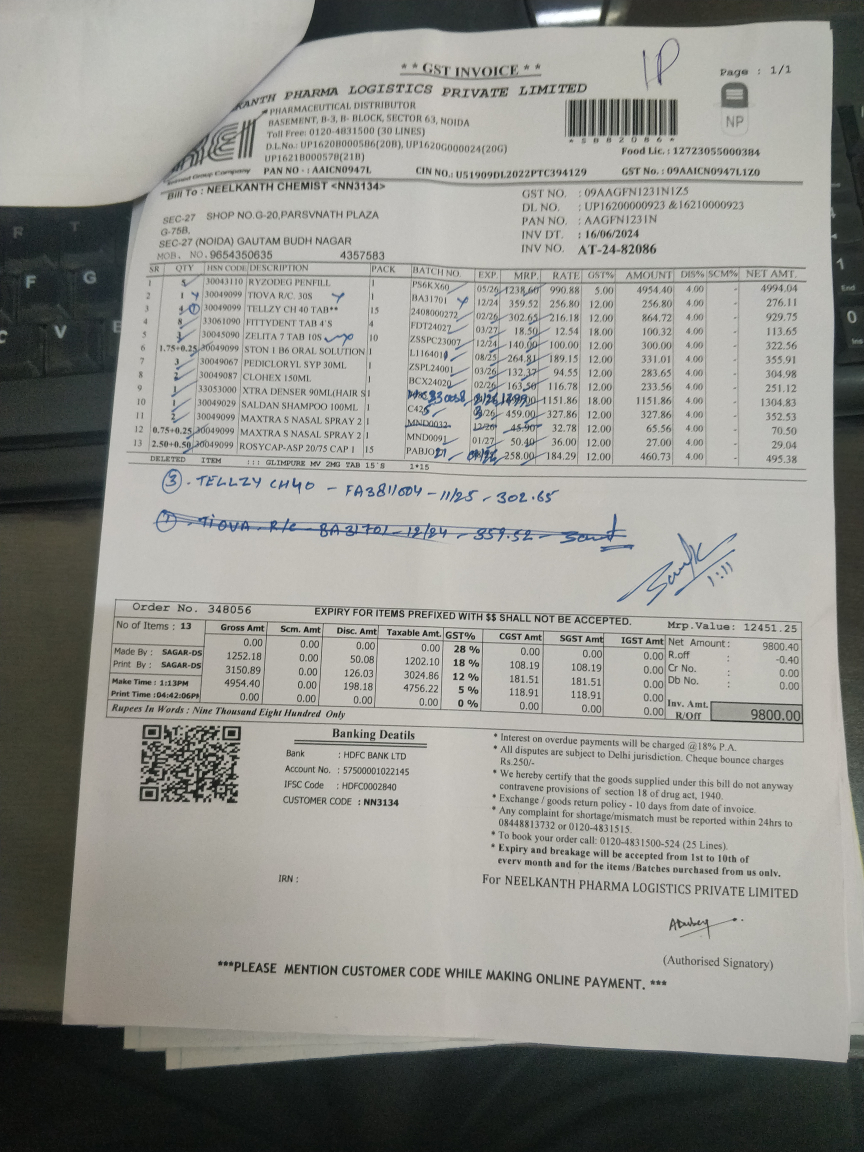 ** GST INVOICE **
IP
Page : 1/1
KANTH PHARMA LOGISTICS PRIVATE LIMITED
PHARMACEUTICAL DISTRIBUTOR
BASEMENT, B-3, B- BLOCK, SECTOR 63, NOIDA
Toll Free: 0120-4831500 (30 LINES)
D.L.No.: UP1620B000586(20B), UP1620G000024(20G)
UP1621B000578(21B)
PAN NO - : AAICN0947L
CIN NO.: U51909DL2022PTC394129
*5882086*
NP
Food Lic. : 12723055000384
GST No. : 09AAICN0947L1Z0
Group Company
Bill To : NEELKANTH CHEMIST <NN3134>
SEC-27 SHOP NO.G-20,PARSVNATH PLAZA
G-75B,
SEC-27 (NOIDA) GAUTAM BUDH NAGAR
MOB. NO. 9654350635 4357583
GST NO. : 09AAGFN1231N1Z5
DL NO. : UP16200000923 &16210000923
PAN NO. : AAGFN1231N
INV DT. : 16/06/2024
INV NO. AT-24-82086
SR QTY HSN CODE DESCRIPTION PACK BATCH NO. EXP. MRP. RATE GST% AMOUNT DIS% SCM% NET AMT.
1 5 30043110 RYZODEG PENFILL 1 PS6KX60 05/26 1238.60 990.88 5.00 4954.40 4.00 - 4994.04
2 1 30049099 TIOVA R/C. 30S 1 BA31701 12/24 359.52 256.80 12.00 256.80 4.00 - 276.11
3 4 30049099 TELLZY CH 40 TAB** 15 2408000272 02/26 302.65 216.18 12.00 864.72 4.00 - 929.75
4 8 33061090 FITTYDENT TAB 4'S 4 FDT24022 03/27 18.50 12.54 18.00 100.32 4.00 - 113.65
5 3 30045090 ZELITA 7 TAB 10S 10 ZSSPC23007 12/24 140.00 100.00 12.00 300.00 4.00 - 322.56
6 1.75+0.25 30049099 STON 1 B6 ORAL SOLUTION 1 L116401 08/25 264.81 189.15 12.00 331.01 4.00 - 355.91
7 3 30049067 PEDICLORYL SYP 30ML 1 ZSPL24001 03/26 132.37 94.55 12.00 283.65 4.00 - 304.98
8 2 30049087 CLOHEX 150ML 1 BCX24020 02/26 163.50 116.78 12.00 233.56 4.00 - 251.12
9 1 33053000 XTRA DENSER 90ML(HAIR S 1 1151.86 18.00 1151.86 4.00 - 1304.83
10 1 30049029 SALDAN SHAMPOO 100ML 1 459.00 327.86 12.00 327.86 4.00 - 352.53
11 2 30049099 MAXTRA S NASAL SPRAY 2 1 MND0032 12/26 45.90 32.78 12.00 65.56 4.00 - 70.50
12 0.75+0.25 30049099 MAXTRA S NASAL SPRAY 2 1 MND0091 01/27 50.40 36.00 12.00 27.00 4.00 - 29.04
13 2.50+0.50 30049099 ROSYCAP-ASP 20/75 CAP 1 15 258.00 184.29 12.00 460.73 4.00 - 495.38
DELETED ITEM ::: GLIMPURE MV 2MG TAB 15'S 1*15
③ - TELLZY CH40 - FA3811004 - 11/25 - 302.65
① - TIOVA R/C - BA31701 - 12/24 - 359.52
1:11
Order No. 348056
EXPIRY FOR ITEMS PREFIXED WITH $$ SHALL NOT BE ACCEPTED.
Mrp.Value: 12451.25
No of Items : 13
Made By : SAGAR-DS
Print By : SAGAR-DS
Make Time : 1:13PM
Print Time :04:42:06PM
Gross Amt Scm. Amt Disc. Amt Taxable Amt. GST% CGST Amt SGST Amt IGST Amt
0.00 0.00 0.00 0.00 28 % 0.00 0.00 0.00
1252.18 0.00 50.08 1202.10 18 % 108.19 108.19 0.00
3150.89 0.00 126.03 3024.86 12 % 181.51 181.51 0.00
4954.40 0.00 198.18 4756.22 5 % 118.91 118.91 0.00
0.00 0.00 0.00 0.00 0 % 0.00 0.00 0.00
Net Amount : 9800.40
R.off : -0.40
Cr No. : 0.00
Db No. : 0.00
Inv. Amt. R/Off 9800.00
Rupees In Words : Nine Thousand Eight Hundred Only
Banking Deatils
Bank : HDFC BANK LTD
Account No. : 57500001022145
IFSC Code : HDFC0002840
CUSTOMER CODE : NN3134
* Interest on overdue payments will be charged @18% P.A.
* All disputes are subject to Delhi jurisdiction. Cheque bounce charges
Rs.250/-
* We hereby certify that the goods supplied under this bill do not anyway
contravene provisions of section 18 of drug act, 1940.
* Exchange / goods return policy - 10 days from date of invoice.
* Any complaint for shortage/mismatch must be reported within 24hrs to
08448813732 or 0120-4831515.
* To book your order call: 0120-4831500-524 (25 Lines).
* Expiry and breakage will be accepted from 1st to 10th of
every month and for the items /Batches purchased from us only.
IRN :
For NEELKANTH PHARMA LOGISTICS PRIVATE LIMITED
(Authorised Signatory)
***PLEASE MENTION CUSTOMER CODE WHILE MAKING ONLINE PAYMENT. ***